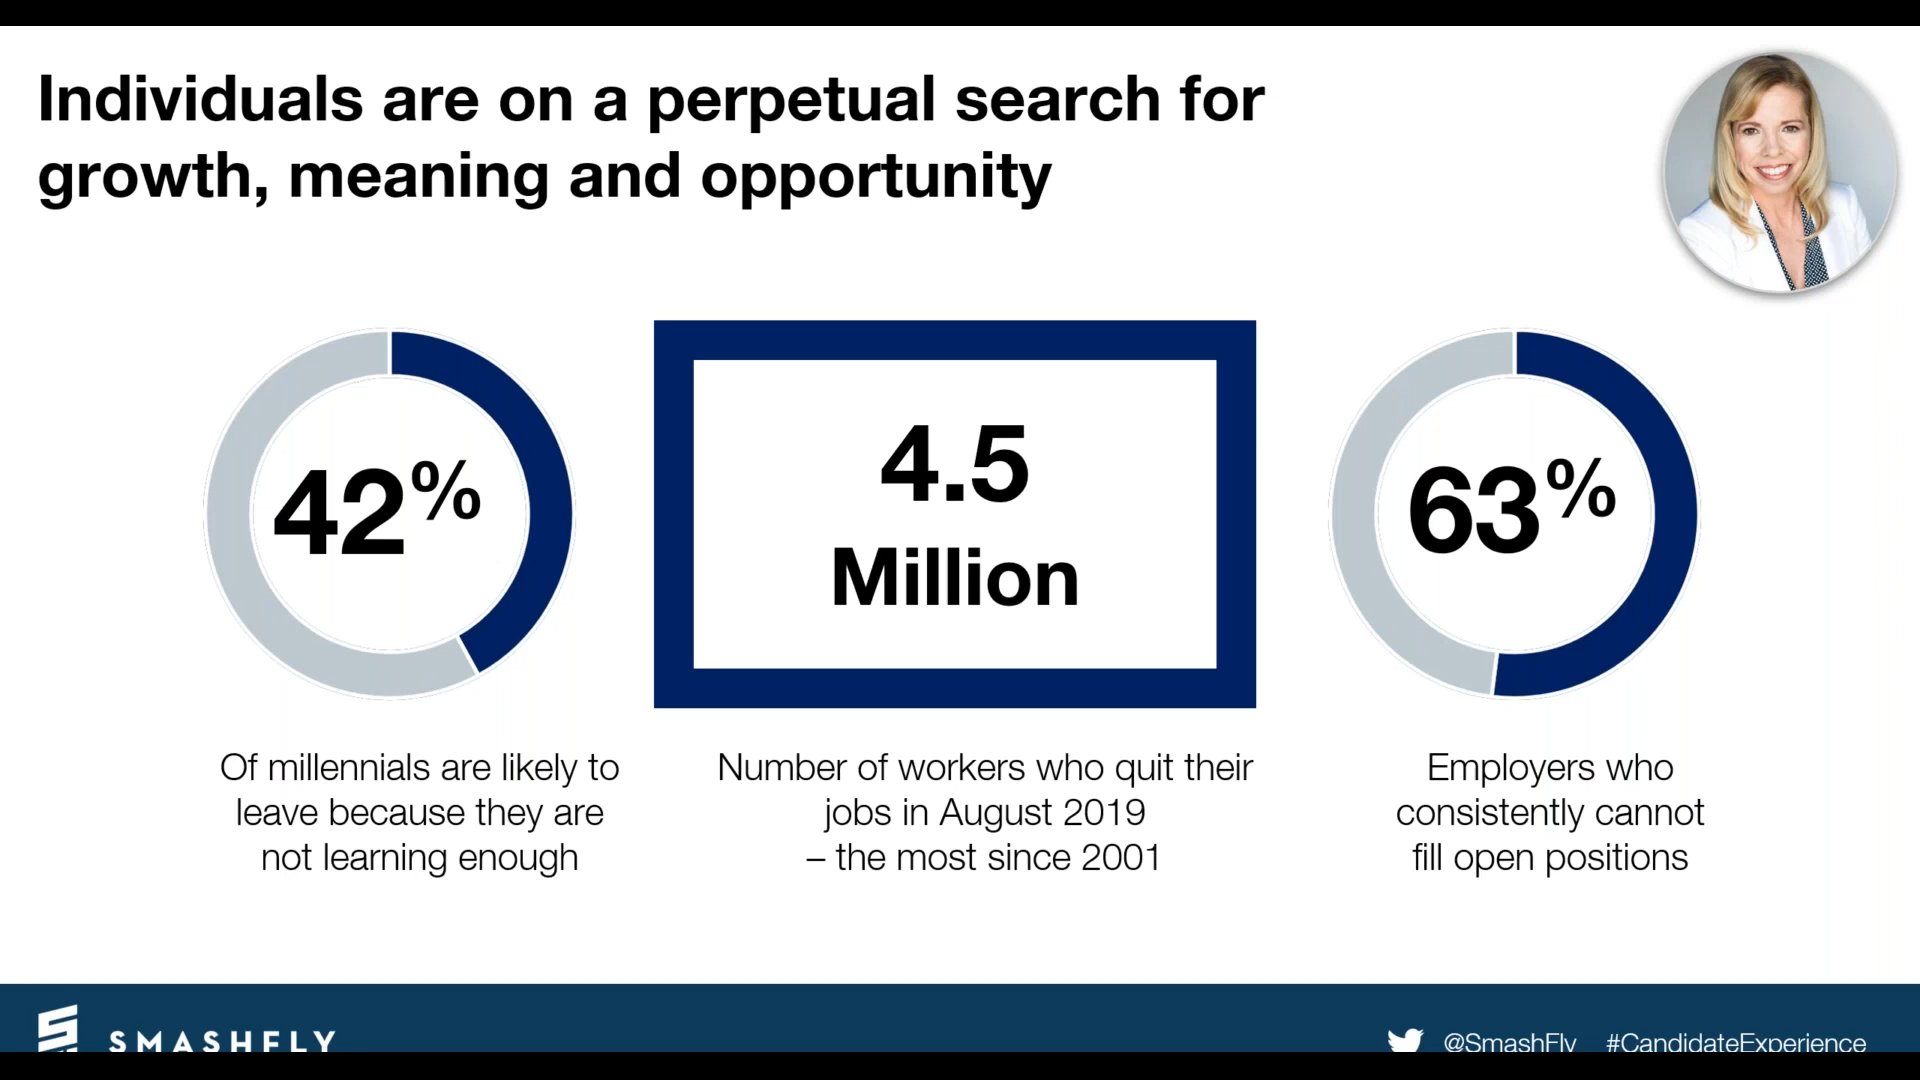 Individuals are on a perpetual search for
growth, meaning and opportunity
42%
4.5
Million
63%
Of millennials are likely to
leave because they are
not learning enough
Number of workers who quit their
jobs in August 2019
– the most since 2001
Employers who
consistently cannot
fill open positions
SMASHFLY
@SmashFly #CandidateExperience